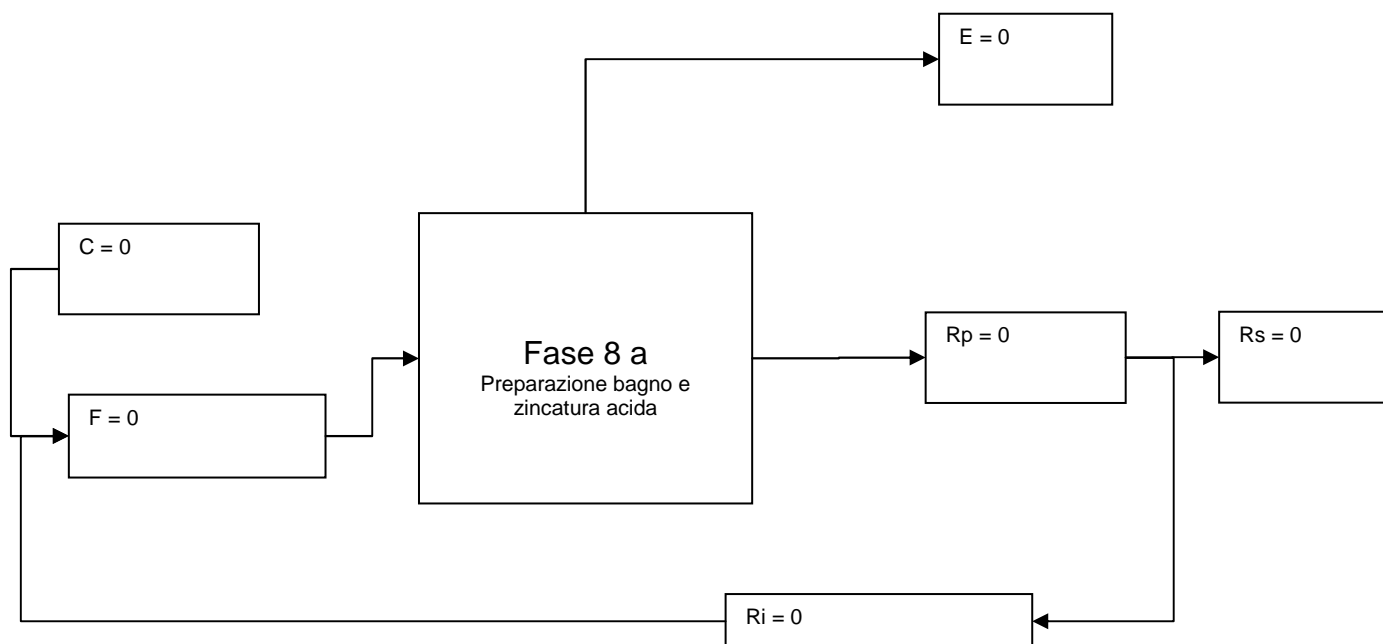 E = 0
C = 0
Rp = 0
Rs = 0
Fase 8 a
Preparazione bagno e
zincatura acida
F = 0
Ri = 0